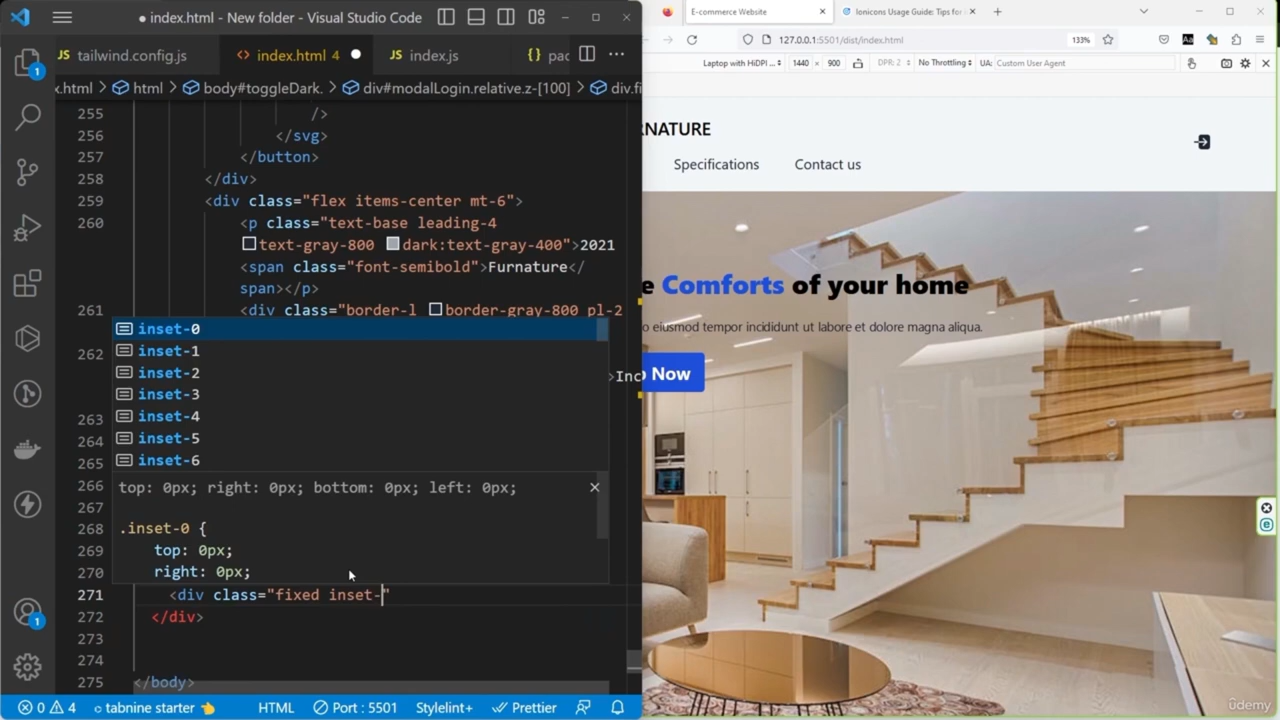 ● index.html - New folder - Visual Studio Code
JS tailwind.config.js
<> index.html 4 ●
JS index.js
{} pac
x.html > html > body#toggleDark. > div#modalLogin.relative.z-[100] > div.fi
255 />
256 </svg>
257 </button>
258 </div>
259 <div class="flex items-center mt-6">
260 <p class="text-base leading-4
text-gray-800 dark:text-gray-400">2021
<span class="font-semibold">Furnature</
span></p>
261 <div class="border-l border-gray-800 pl-2
inset-0
262 inset-1
inset-2
>Inc
inset-3
263 inset-4
264 inset-5
265 inset-6
266 top: 0px; right: 0px; bottom: 0px; left: 0px;
267
268 .inset-0 {
269 top: 0px;
270 right: 0px;
271 <div class="fixed inset-"
272 </div>
273
274
275 </body>
1
1
0 4
tabnine starter
HTML
Port : 5501
Stylelint+
Prettier
E-commerce Website
Ionicons Usage Guide: Tips for
127.0.0.1:5501/dist/index.html
133%
Aa
Laptop with HiDPI ...
1440 × 900
DPR: 2
No Throttling
UA: Custom User Agent
RNATURE
Specifications
Contact us
e Comforts of your home
o eiusmod tempor incididunt ut labore et dolore magna aliqua.
p Now
ûdemy